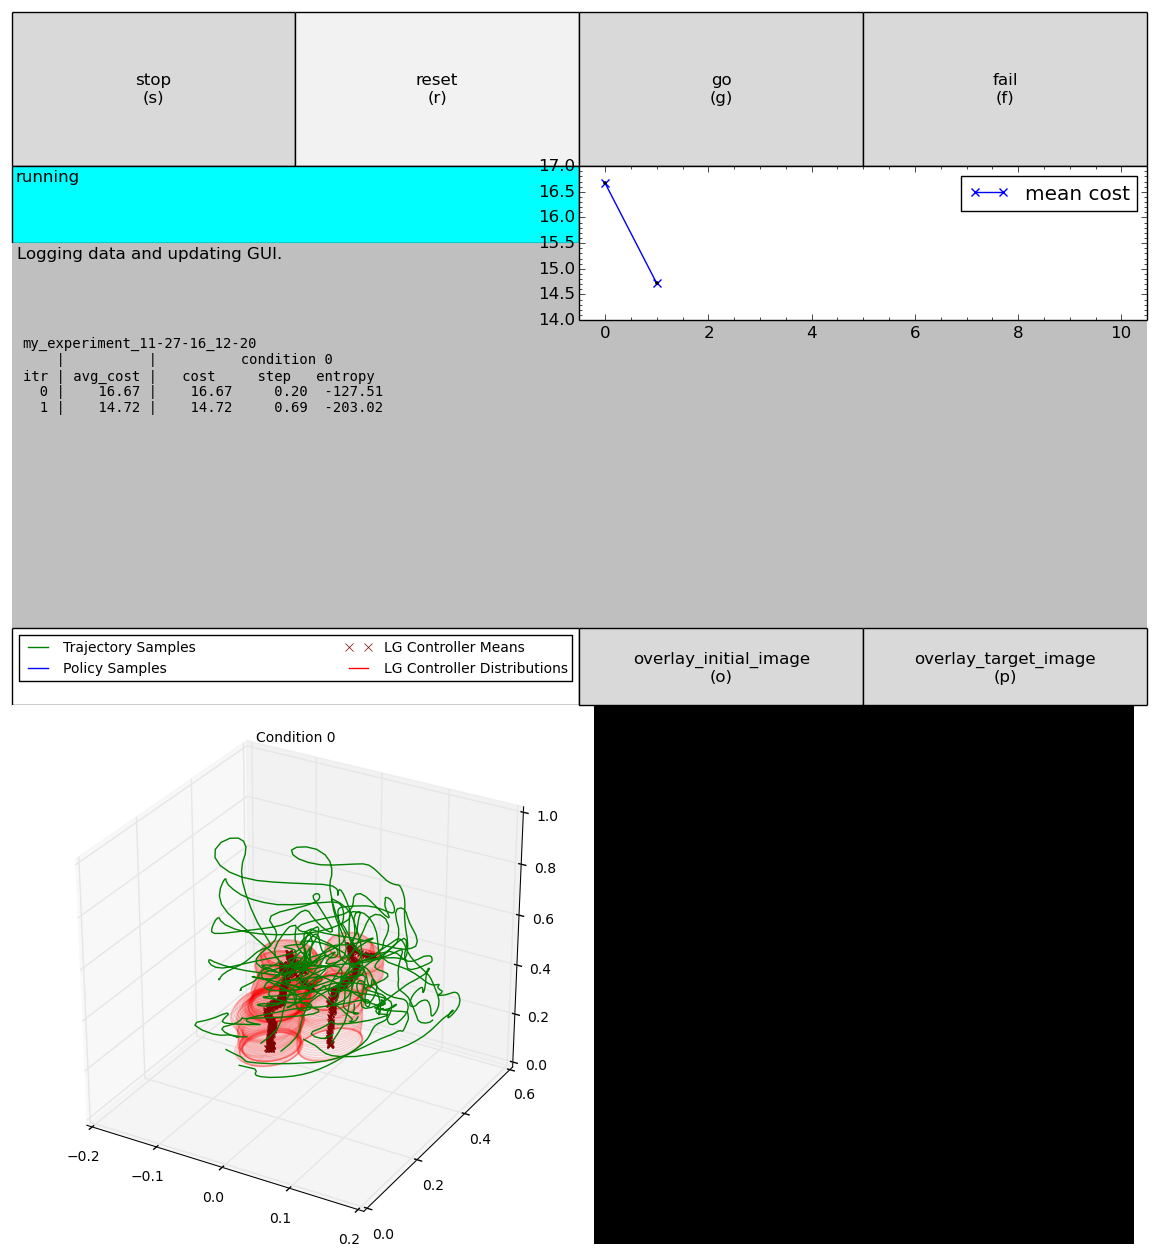 stop
(s)
reset
(r)
go
(g)
fail
(f)
running
17.0
16.5
16.0
15.5
15.0
14.5
14.0
0
2
4
6
8
10
mean cost
Logging data and updating GUI.
my_experiment_11-27-16_12-20
| | condition 0
itr | avg_cost | cost step entropy
0 | 16.67 | 16.67 0.20 -127.51
1 | 14.72 | 14.72 0.69 -203.02
Trajectory Samples
Policy Samples
LG Controller Means
LG Controller Distributions
overlay_initial_image
(o)
overlay_target_image
(p)
Condition 0
1.0
0.8
0.6
0.4
0.2
0.0
0.6
0.4
0.2
0.0
−0.2
−0.1
0.0
0.1
0.2